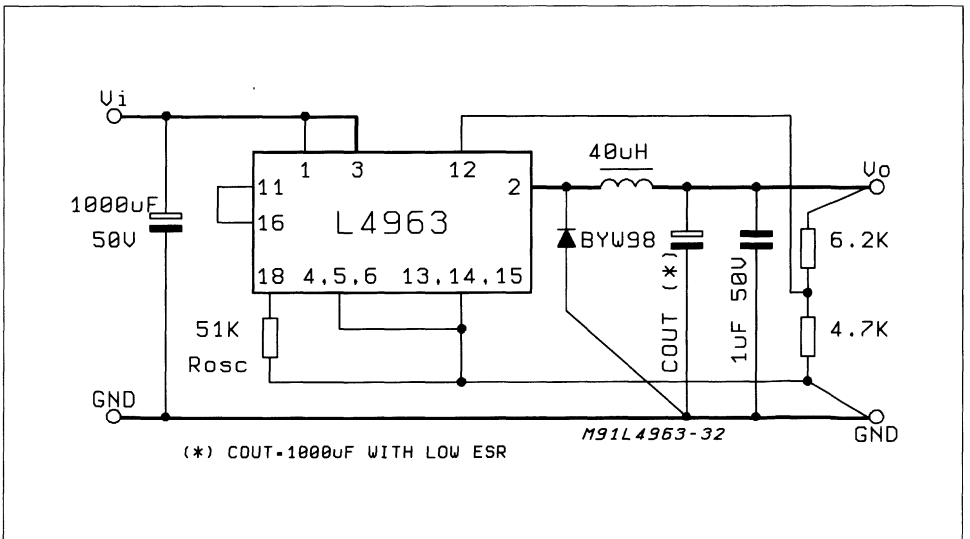 Vi
1 3 12
40uH
Vo
11
2
1000uF
16
L4963
50V
BYW98
6.2K
18 4,5,6 13,14,15
COUT (*)
1uF 50V
51K
4.7K
Rosc
GND
M91L4963-32
GND
(*) COUT=1000uF WITH LOW ESR